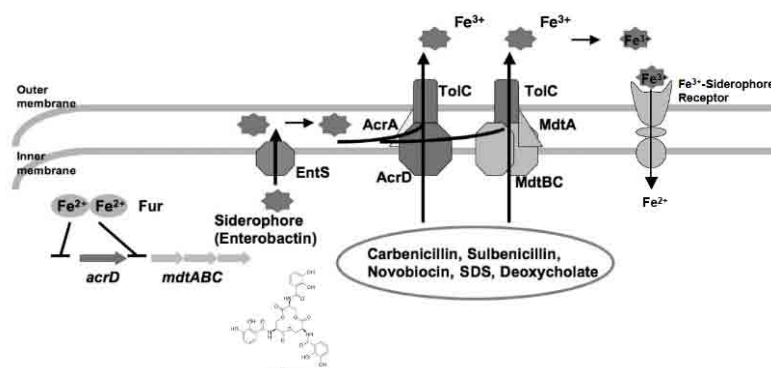 Fe3+
Fe3+
Fe3+
TolC
TolC
Fe3+
Fe3+-Siderophore
Receptor
Outer
membrane
AcrA
MdtA
Inner
membrane
EntS
AcrD
MdtBC
Fe2+
Fe2+
Fur
Siderophore
(Enterobactin)
Fe2+
acrD
mdtABC
Carbenicillin, Sulbenicillin,
Novobiocin, SDS, Deoxycholate